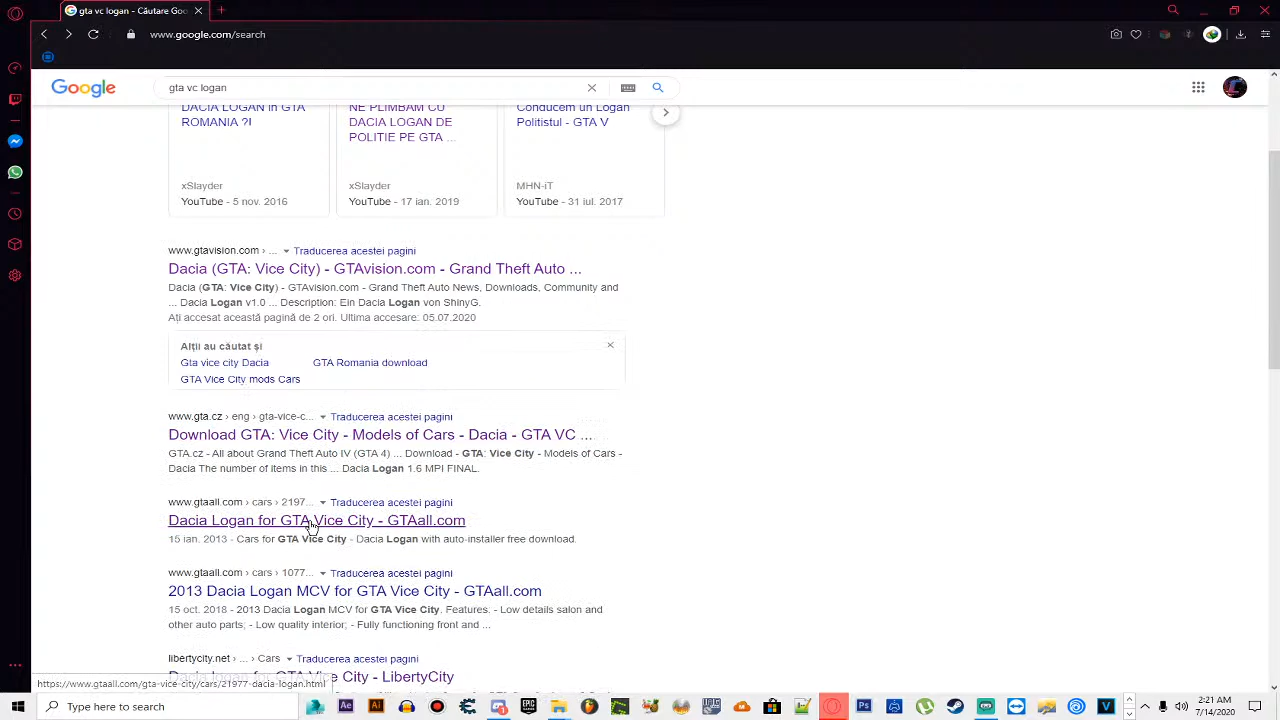 gta vc logan - Căutare Goo
www.google.com/search
Google
gta vc logan
DACIA LOGAN in GTA
ROMANIA ?!
xSlayder
YouTube - 5 nov. 2016
NE PLIMBAM CU
DACIA LOGAN DE
POLITIE PE GTA ...
xSlayder
YouTube - 17 ian. 2019
Conducem un Logan
Politistul - GTA V
MHN-iT
YouTube - 31 iul. 2017
www.gtavision.com › ... Traducerea acestei pagini
Dacia (GTA: Vice City) - GTAvision.com - Grand Theft Auto ...
Dacia (GTA: Vice City) - GTAvision.com - Grand Theft Auto News, Downloads, Community and
... Dacia Logan v1.0 ... Description: Ein Dacia Logan von ShinyG.
Ați accesat această pagină de 2 ori. Ultima accesare: 05.07.2020
Alții au căutat și
Gta vice city Dacia GTA Romania download
GTA Vice City mods Cars
www.gta.cz › eng › gta-vice-c... Traducerea acestei pagini
Download GTA: Vice City - Models of Cars - Dacia - GTA VC ...
GTA.cz - All about Grand Theft Auto IV (GTA 4) ... Download - GTA: Vice City - Models of Cars -
Dacia The number of items in this ... Dacia Logan 1.6 MPI FINAL.
www.gtaall.com › cars › 2197... Traducerea acestei pagini
Dacia Logan for GTA Vice City - GTAall.com
15 ian. 2013 - Cars for GTA Vice City - Dacia Logan with auto-installer free download.
www.gtaall.com › cars › 1077... Traducerea acestei pagini
2013 Dacia Logan MCV for GTA Vice City - GTAall.com
15 oct. 2018 - 2013 Dacia Logan MCV for GTA Vice City. Features. - Low details salon and
other auto parts; - Low quality interior; - Fully functioning front and ...
libertycity.net › ... › Cars Traducerea acestei pagini
Dacia logan for GTA Vice City - LibertyCity
https://www.gtaall.com/gta-vice-city/cars/21977-dacia-logan.html
Type here to search
2:21 AM
7/14/2020